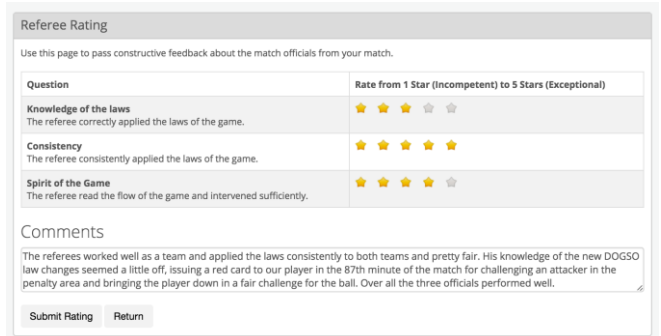 Referee Rating
Use this page to pass constructive feedback about the match officials from your match.
Question Rate from 1 Star (Incompetent) to 5 Stars (Exceptional)
Knowledge of the laws
The referee correctly applied the laws of the game.
Consistency
The referee consistently applied the laws of the game.
Spirit of the Game
The referee read the flow of the game and intervened sufficiently.
Comments
The referees worked well as a team and applied the laws consistently to both teams and pretty fair. His knowledge of the new DOGSO
law changes seemed a little off, issuing a red card to our player in the 87th minute of the match for challenging an attacker in the
penalty area and bringing the player down in a fair challenge for the ball. Over all the three officials performed well.
Submit Rating Return